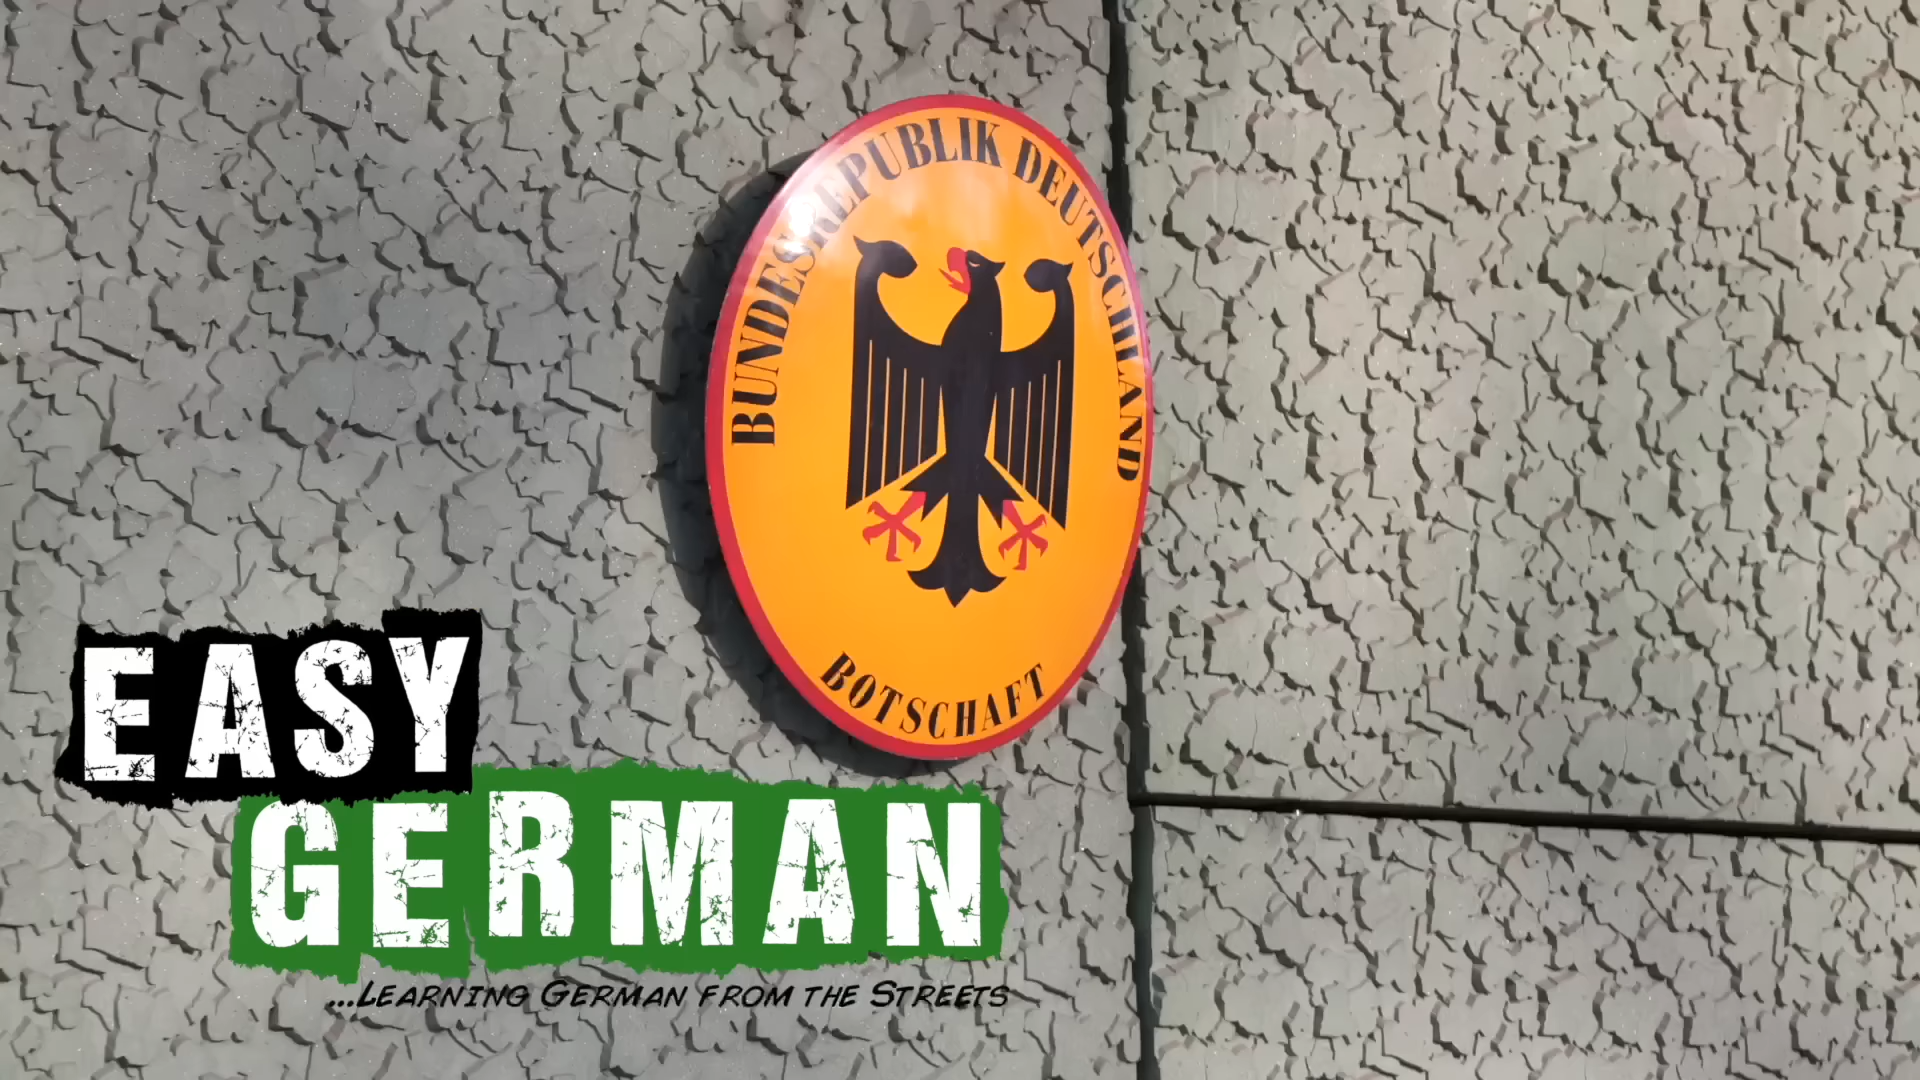 BUNDESREPUBLIK DEUTSCHLAND
BOTSCHAFT
EASY
GERMAN
...LEARNING GERMAN FROM THE STREETS